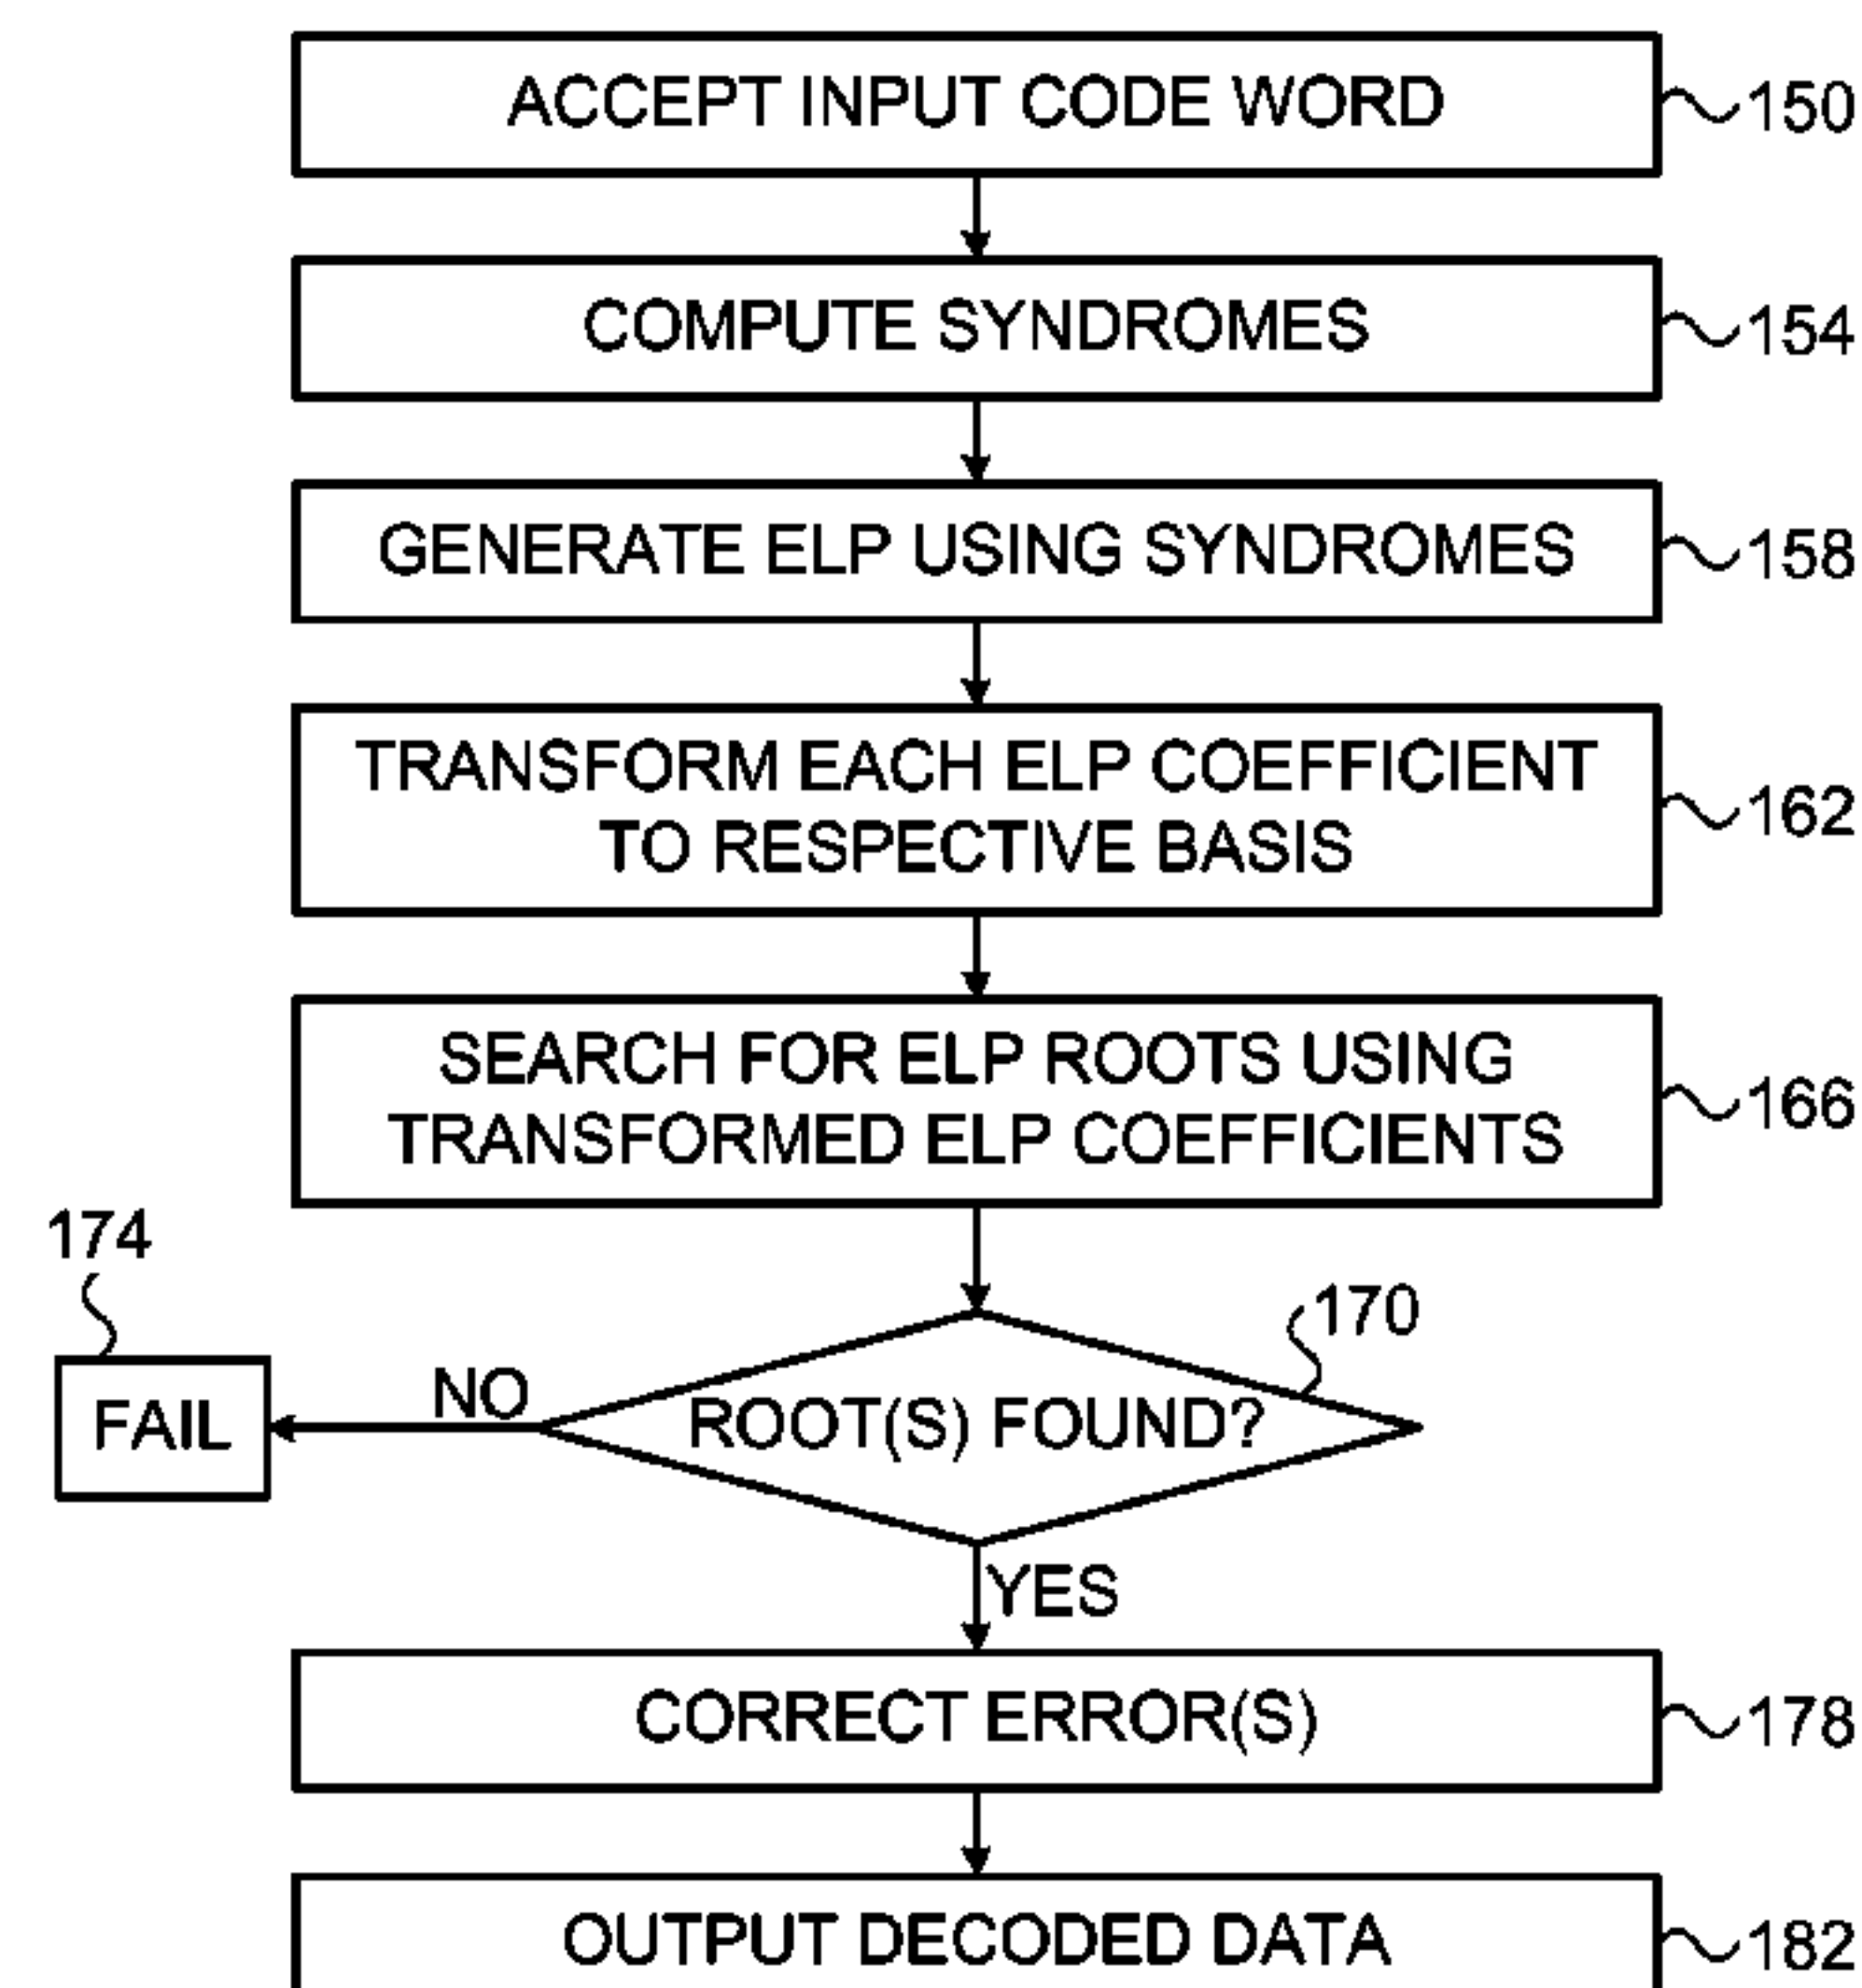 ACCEPT INPUT CODE WORD
150
COMPUTE SYNDROMES
154
GENERATE ELP USING SYNDROMES
158
TRANSFORM EACH ELP COEFFICIENT
TO RESPECTIVE BASIS
162
SEARCH FOR ELP ROOTS USING
TRANSFORMED ELP COEFFICIENTS
166
174
170
FAIL
NO
ROOT(S) FOUND?
YES
CORRECT ERROR(S)
178
OUTPUT DECODED DATA
182